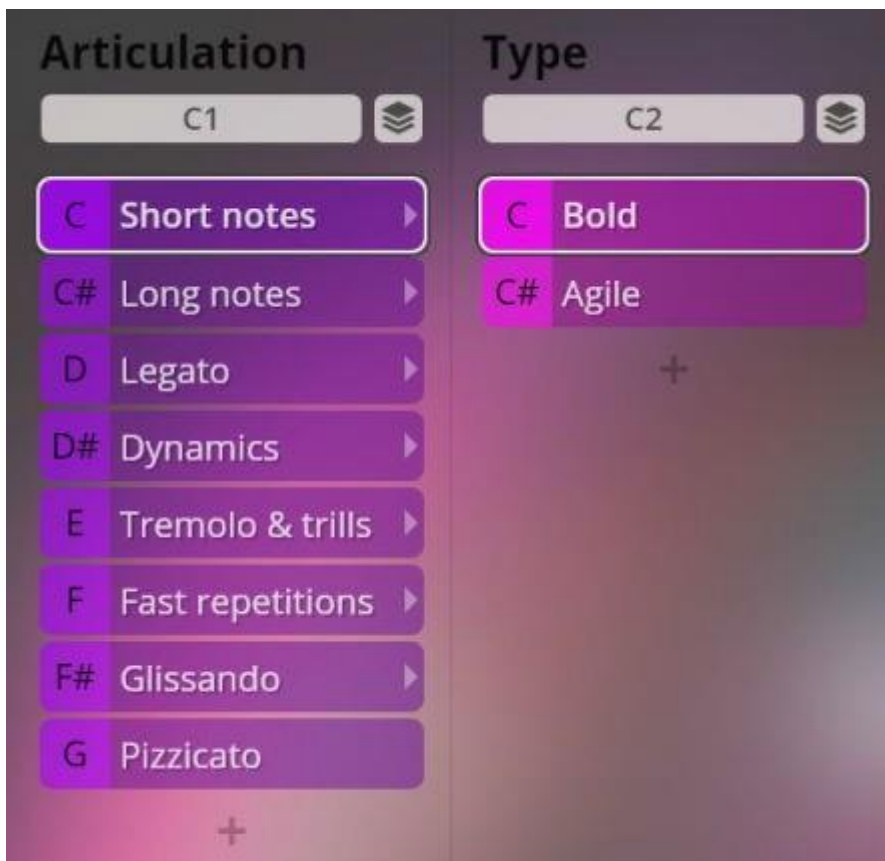 Articulation
C1
C Short notes
C# Long notes
D Legato
D# Dynamics
E Tremolo & trills
F Fast repetitions
F# Glissando
G Pizzicato
+
Type
C2
C Bold
C# Agile
+